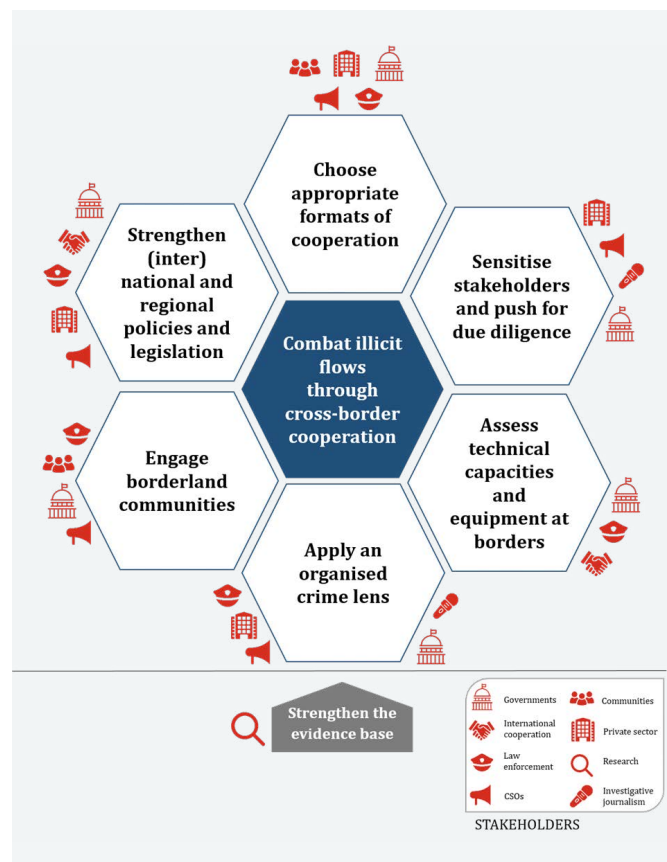 Choose
appropriate
formats of
cooperation
Strengthen
(inter)
national and
regional
policies and
legislation
Sensitise
stakeholders
and push for
due diligence
Combat illicit
flows
through
cross-border
cooperation
Engage
borderland
communities
Assess
technical
capacities
and
equipment at
borders
Apply an
organised
crime lens
Strengthen the
evidence base
Governments
Communities
International
cooperation
Private sector
Law
enforcement
Research
CSOs
Investigative
journalism
STAKEHOLDERS